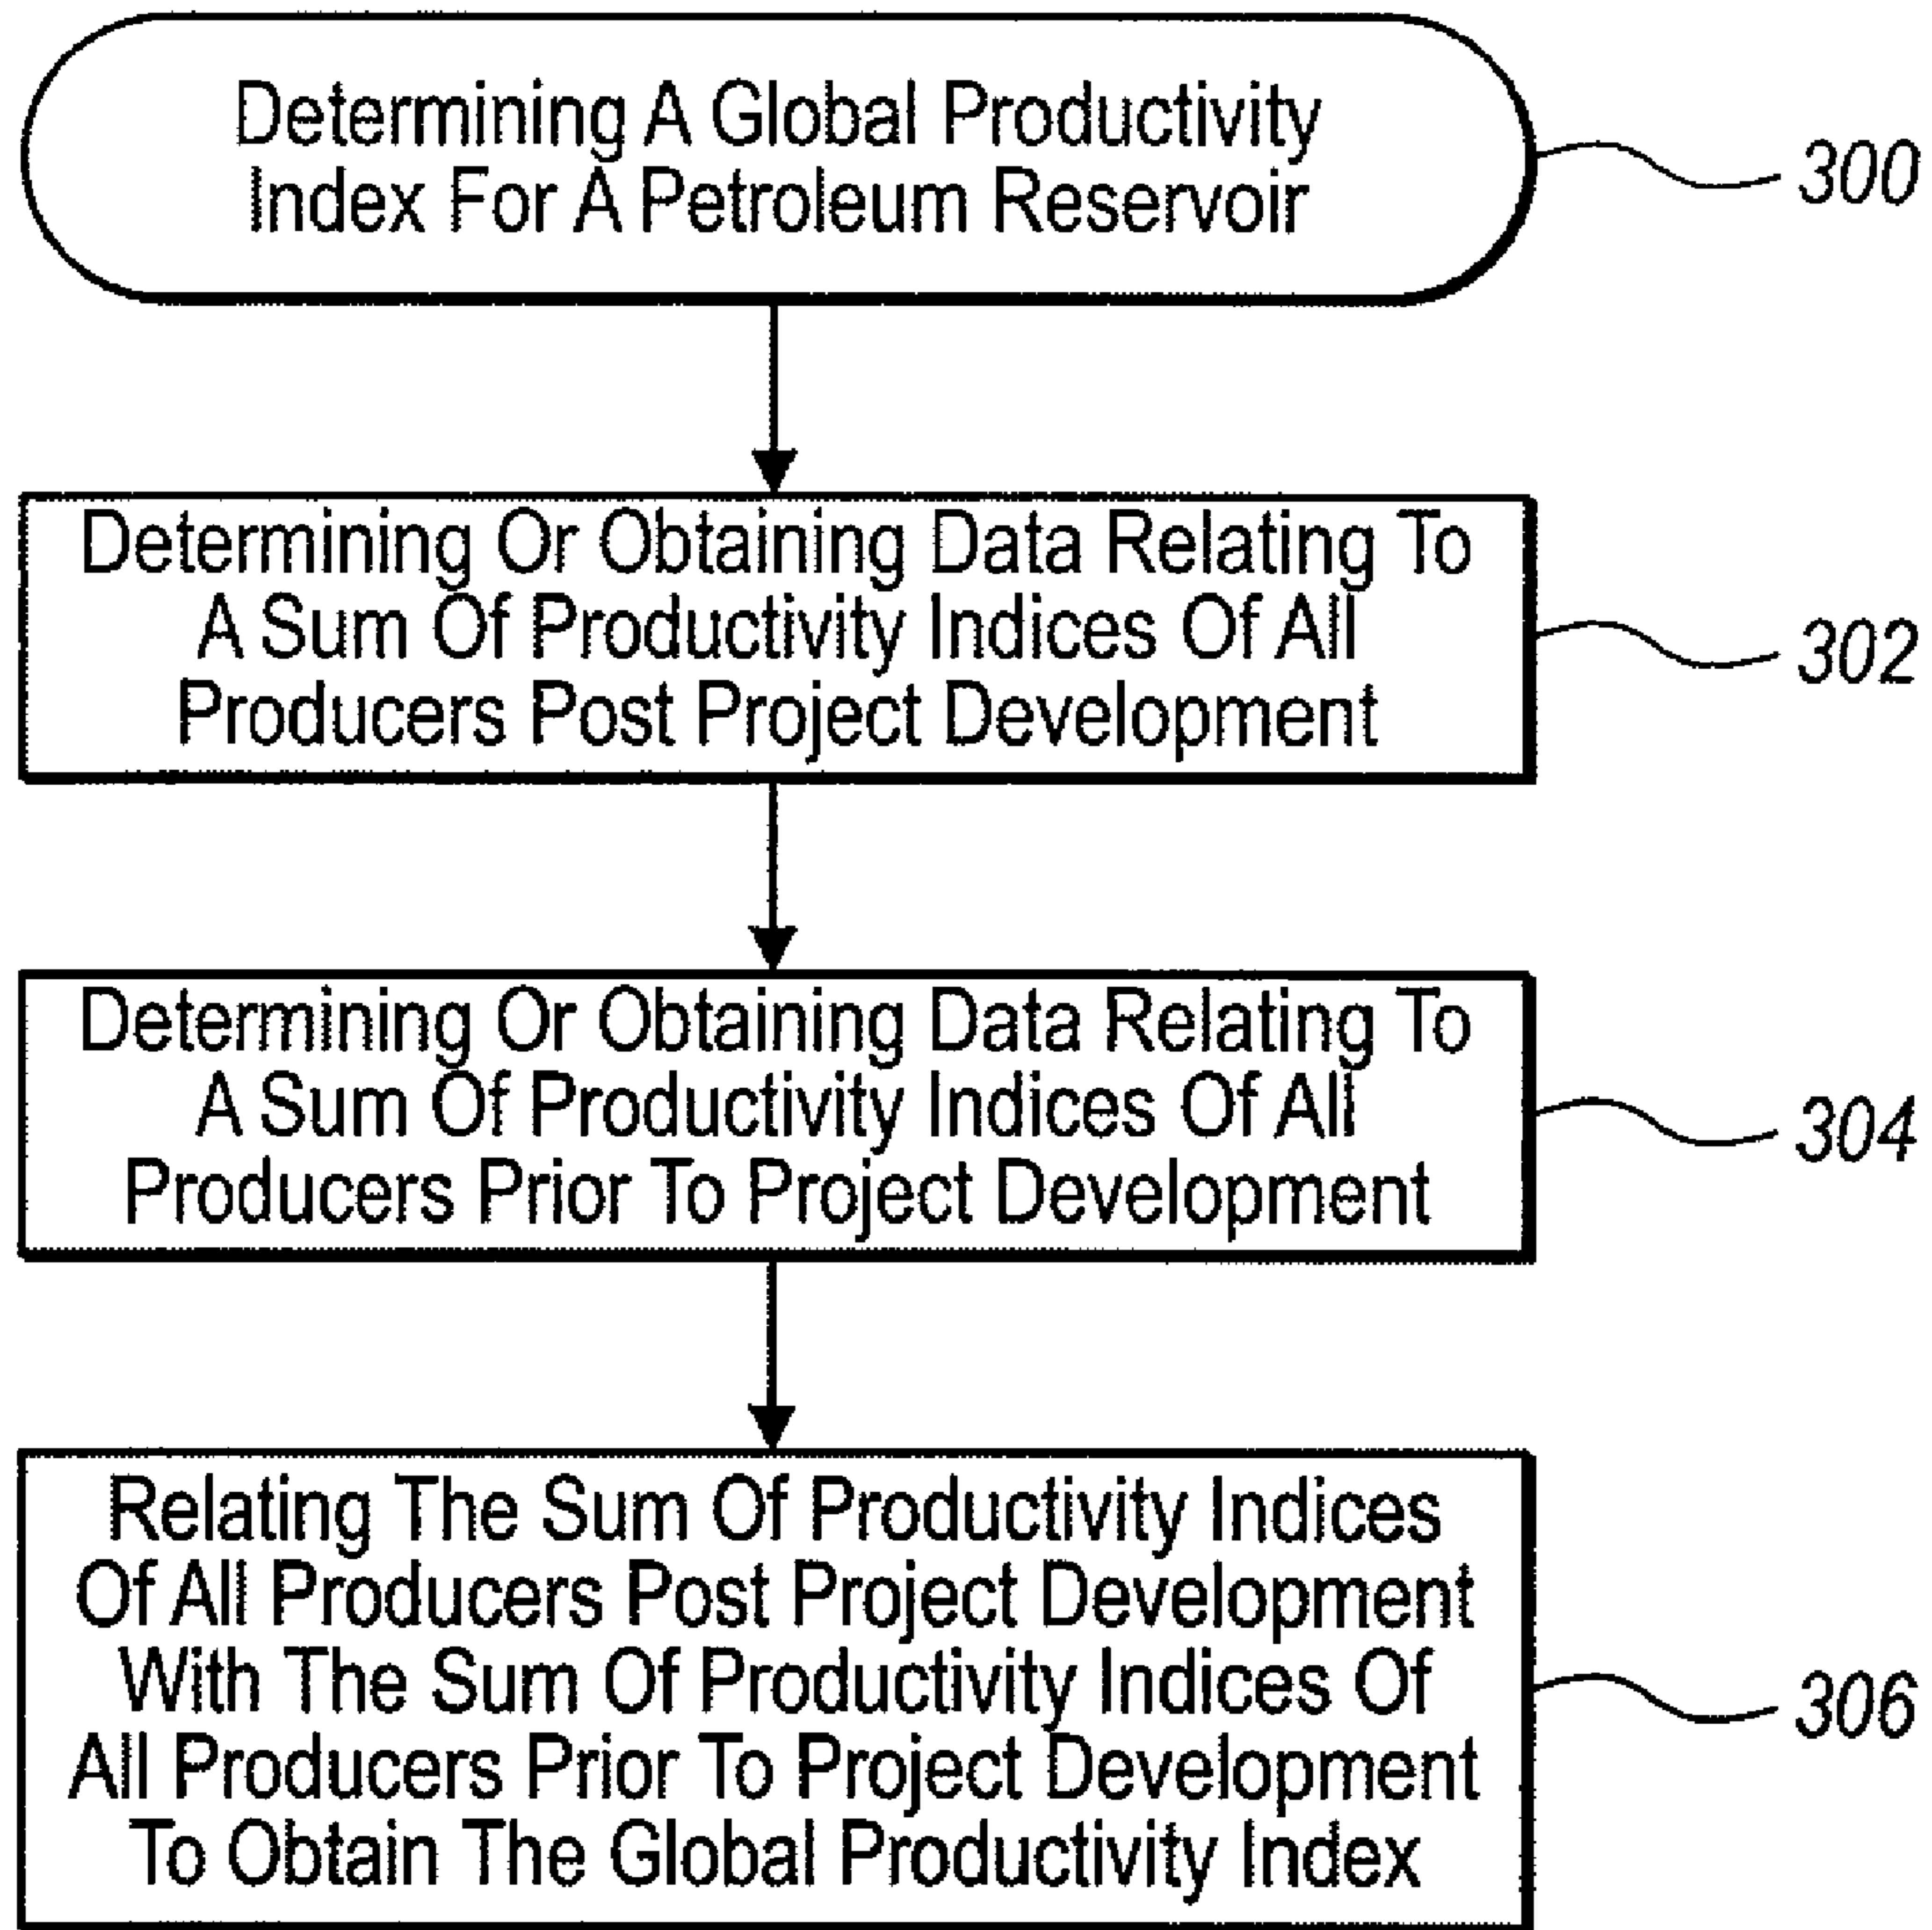 Determining A Global Productivity
Index For A Petroleum Reservoir
300
Determining Or Obtaining Data Relating To
A Sum Of Productivity Indices Of All
Producers Post Project Development
302
Determining Or Obtaining Data Relating To
A Sum Of Productivity Indices Of All
Producers Prior To Project Development
304
Relating The Sum Of Productivity Indices
Of All Producers Post Project Development
With The Sum Of Productivity Indices Of
All Producers Prior To Project Development
To Obtain The Global Productivity Index
306